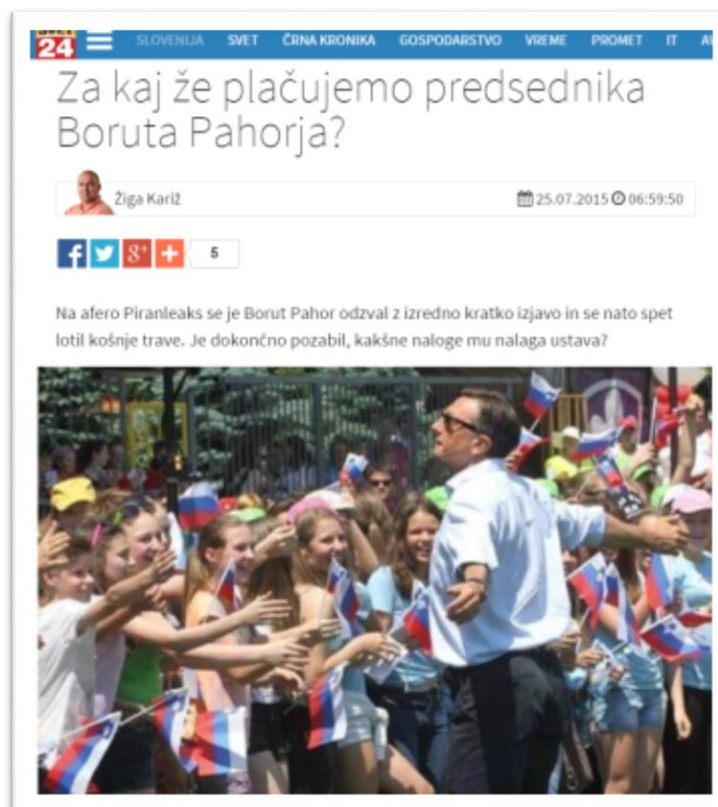 24
SLOVENIJA SVET ČRNA KRONIKA GOSPODARSTVO VREME PROMET IT
Za kaj že plačujemo predsednika
Boruta Pahorja?
Žiga Kariž 25.07.2015 06:59:50
f g+ + 5
Na afero Piranleaks se je Borut Pahor odzval z izredno kratko izjavo in se nato spet
lotil košnje trave. Je dokončno pozabil, kakšne naloge mu nalaga ustava?